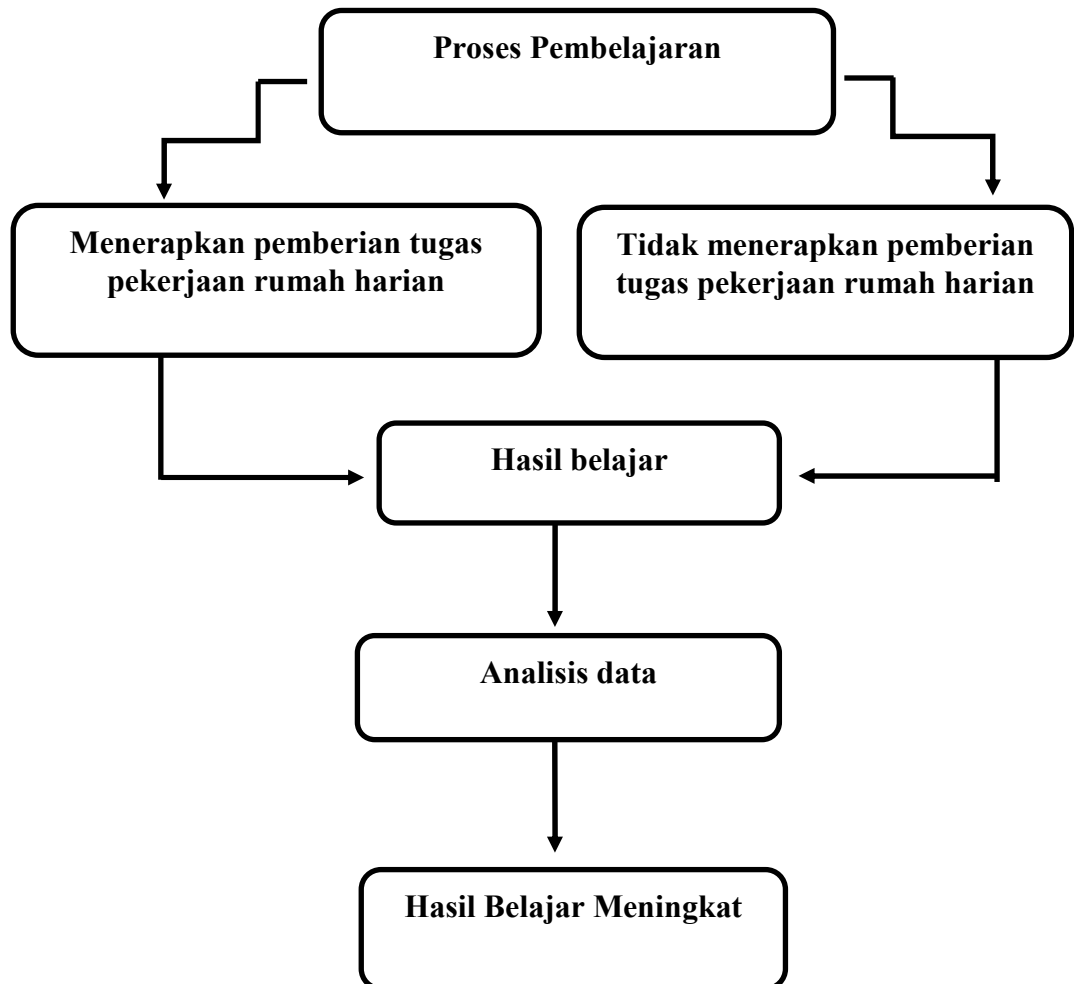 Proses Pembelajaran
Menerapkan pemberian tugas
pekerjaan rumah harian
Tidak menerapkan pemberian
tugas pekerjaan rumah harian
Hasil belajar
Analisis data
Hasil Belajar Meningkat